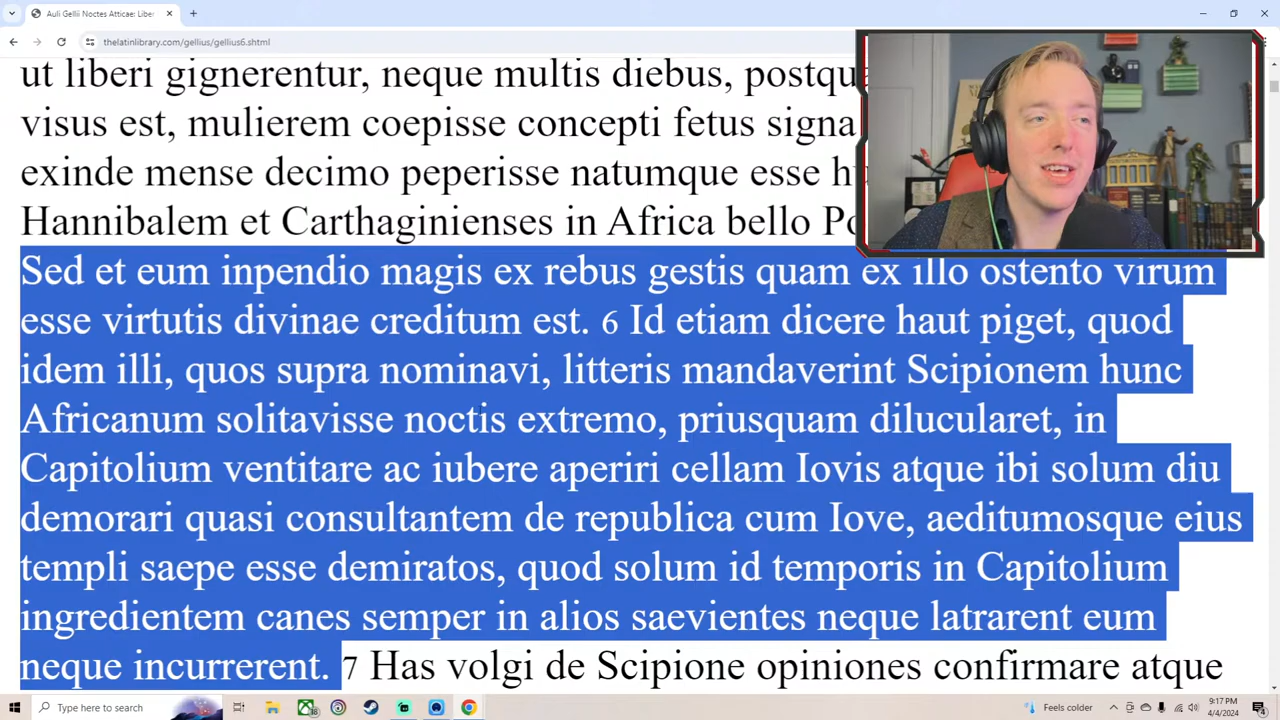 Auli Gellii Noctes Atticae: Liber
thelatinlibrary.com/gellius/gellius6.shtml
ut liberi gignerentur, neque multis diebus,
visus est, mulierem coepisse concepti fetus signa
exinde mense decimo peperisse natumque esse
Hannibalem et Carthaginienses in Africa bello
Sed et eum inpendio magis ex rebus gestis quam ex illo ostento virum
esse virtutis divinae creditum est. 6 Id etiam dicere haut piget, quod
idem illi, quos supra nominavi, litteris mandaverint Scipionem hunc
Africanum solitavisse noctis extremo, priusquam dilucularet, in
Capitolium ventitare ac iubere aperiri cellam Iovis atque ibi solum diu
demorari quasi consultantem de republica cum Iove, aeditumosque eius
templi saepe esse demiratos, quod solum id temporis in Capitolium
ingredientem canes semper in alios saevientes neque latrarent eum
neque incurrerent. 7 Has volgi de Scipione opiniones confirmare atque
Type here to search
Feels colder
9:17 PM
4/4/2024